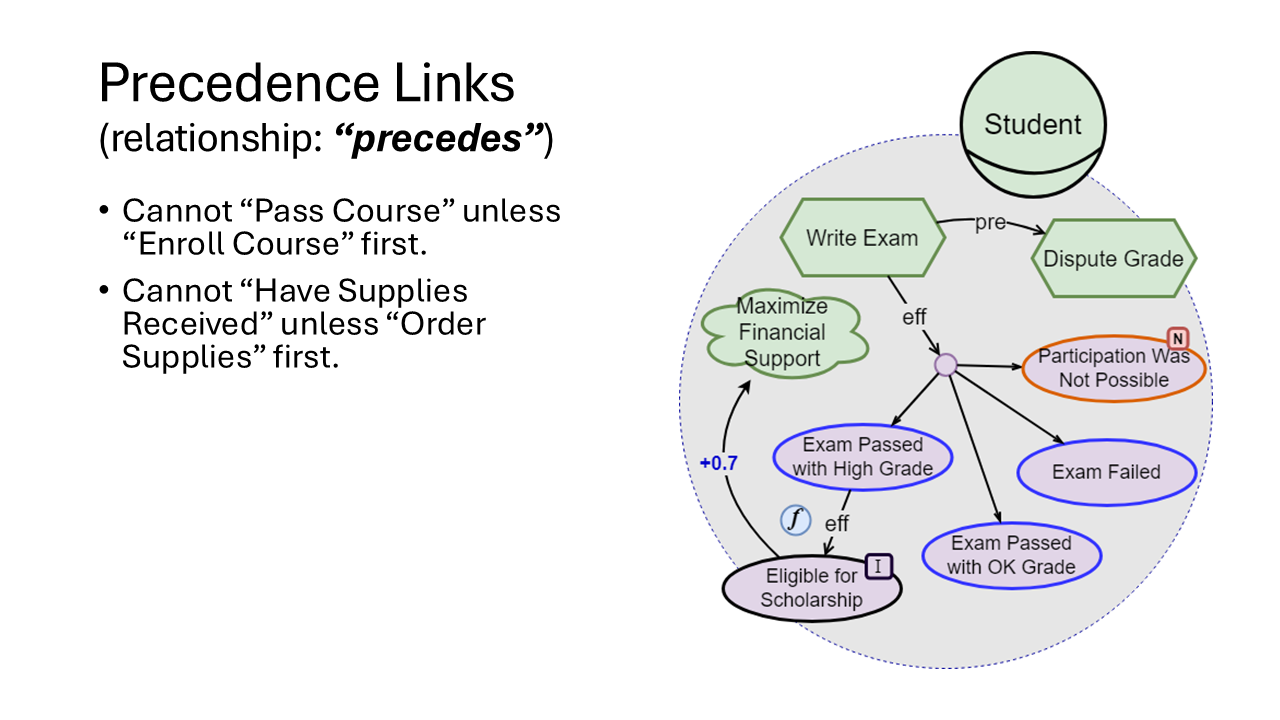 Precedence Links
(relationship: “precedes”)
• Cannot “Pass Course” unless
“Enroll Course” first.
• Cannot “Have Supplies
Received” unless “Order
Supplies” first.
Student
Write Exam
pre
Dispute Grade
Maximize
Financial
Support
eff
N
Participation Was
Not Possible
Exam Passed
with High Grade
+0.7
Exam Failed
f
eff
Exam Passed
with OK Grade
I
Eligible for
Scholarship